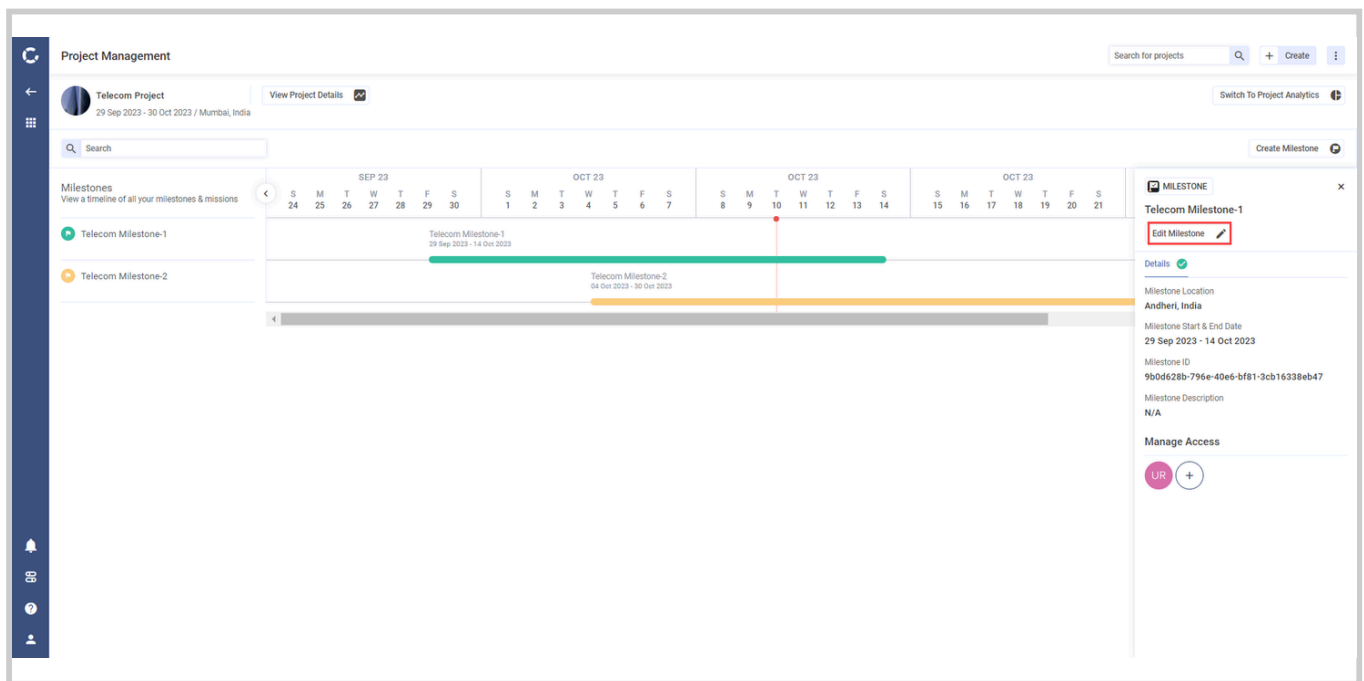 Project Management
Search for projects
Create
Telecom Project
29 Sep 2023 - 30 Oct 2023 / Mumbai, India
View Project Details
Switch To Project Analytics
Search
Create Milestone
Milestones
View a timeline of all your milestones & missions
SEP 23 OCT 23 OCT 23 OCT 23
S M T W T F S S M T W T F S S M T W T F S S M T W T F S
24 25 26 27 28 29 30 1 2 3 4 5 6 7 8 9 10 11 12 13 14 15 16 17 18 19 20 21
Telecom Milestone-1
Telecom Milestone-1
29 Sep 2023 - 14 Oct 2023
Telecom Milestone-2
Telecom Milestone-2
04 Oct 2023 - 30 Oct 2023
MILESTONE
Telecom Milestone-1
Edit Milestone
Details
Milestone Location
Andheri, India
Milestone Start & End Date
29 Sep 2023 - 14 Oct 2023
Milestone ID
9b0d628b-796e-40e6-bf81-3cb16338eb47
Milestone Description
N/A
Manage Access
UR